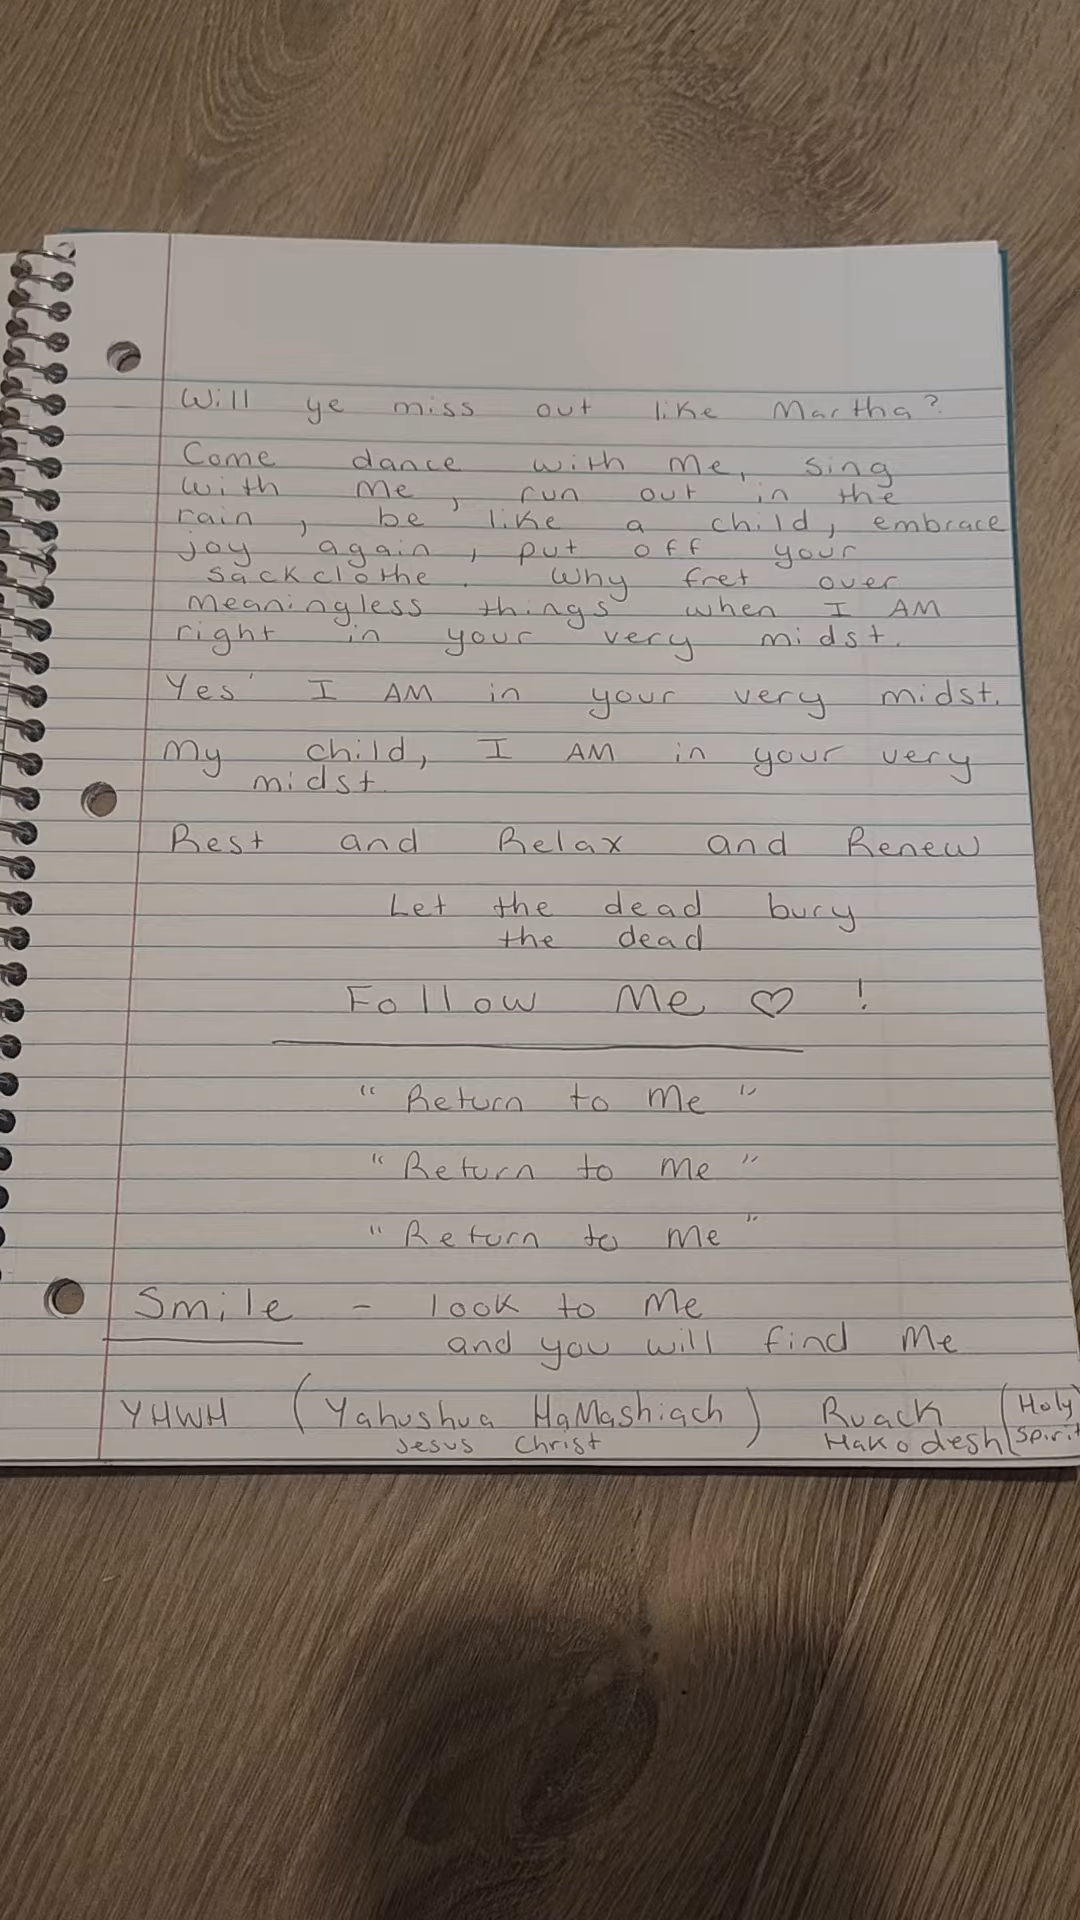 Will ye miss out like Martha?
Come dance with Me, sing
with Me, run out in the
rain, be like a child, embrace
joy again, put off your
sackclothe. Why fret over
meaningless things when I AM
right in your very midst.
Yes I AM in your very midst.
My child, I AM in your very
midst.
Rest and Relax and Renew
Let the dead bury
the dead
Follow Me ♡ !
"Return to Me"
"Return to Me"
"Return to Me"
Smile - look to Me
and you will find Me
YHWH (Yahushua HaMashiach) Ruack (Holy
Jesus Christ Hakodesh Spirit